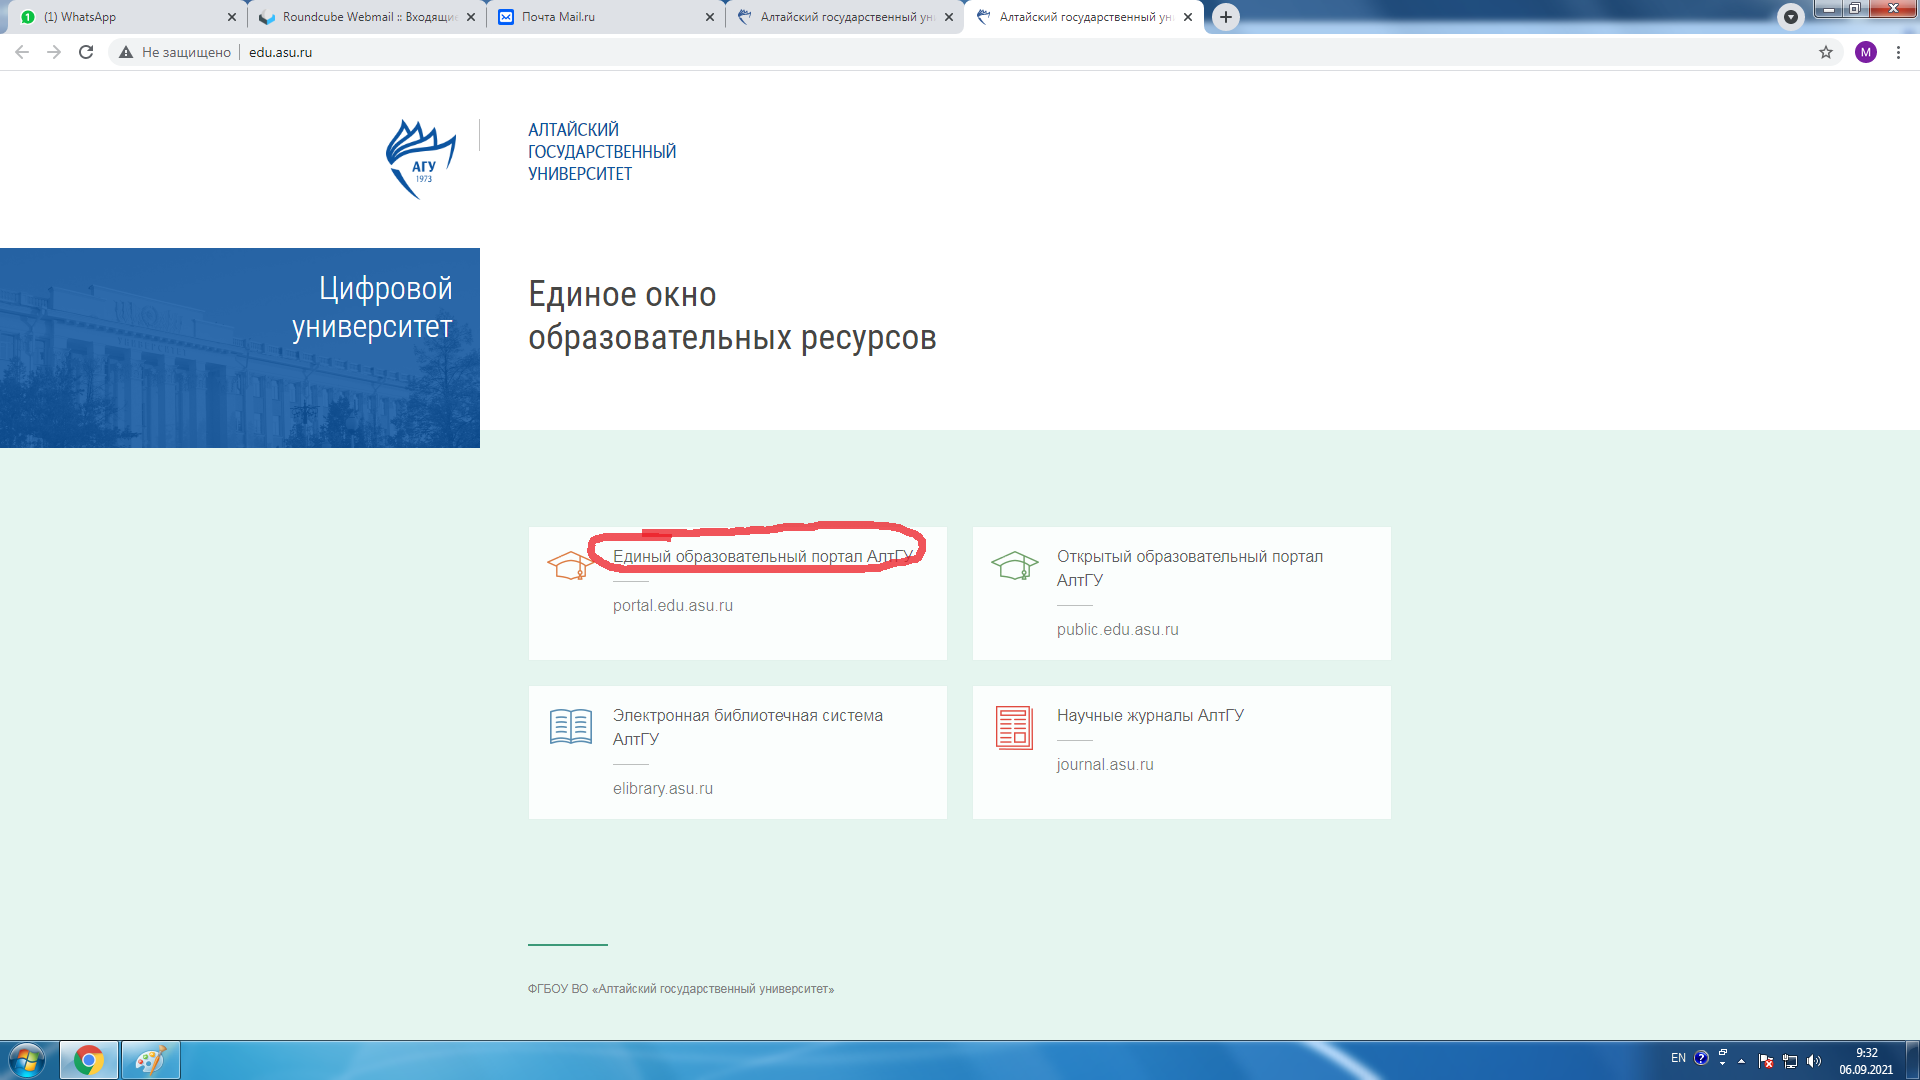 (1) WhatsApp
Roundcube Webmail :: Входящие
Почта Mail.ru
Алтайский государственный ун
Алтайский государственный ун
Не защищено
edu.asu.ru
M
АГУ
1973
АЛТАЙСКИЙ
ГОСУДАРСТВЕННЫЙ
УНИВЕРСИТЕТ
Цифровой
университет
Единое окно
образовательных ресурсов
Единый образовательный портал АлтГУ
portal.edu.asu.ru
Открытый образовательный портал
АлтГУ
public.edu.asu.ru
Электронная библиотечная система
АлтГУ
elibrary.asu.ru
Научные журналы АлтГУ
journal.asu.ru
ФГБОУ ВО «Алтайский государственный университет»
EN
9:32
06.09.2021